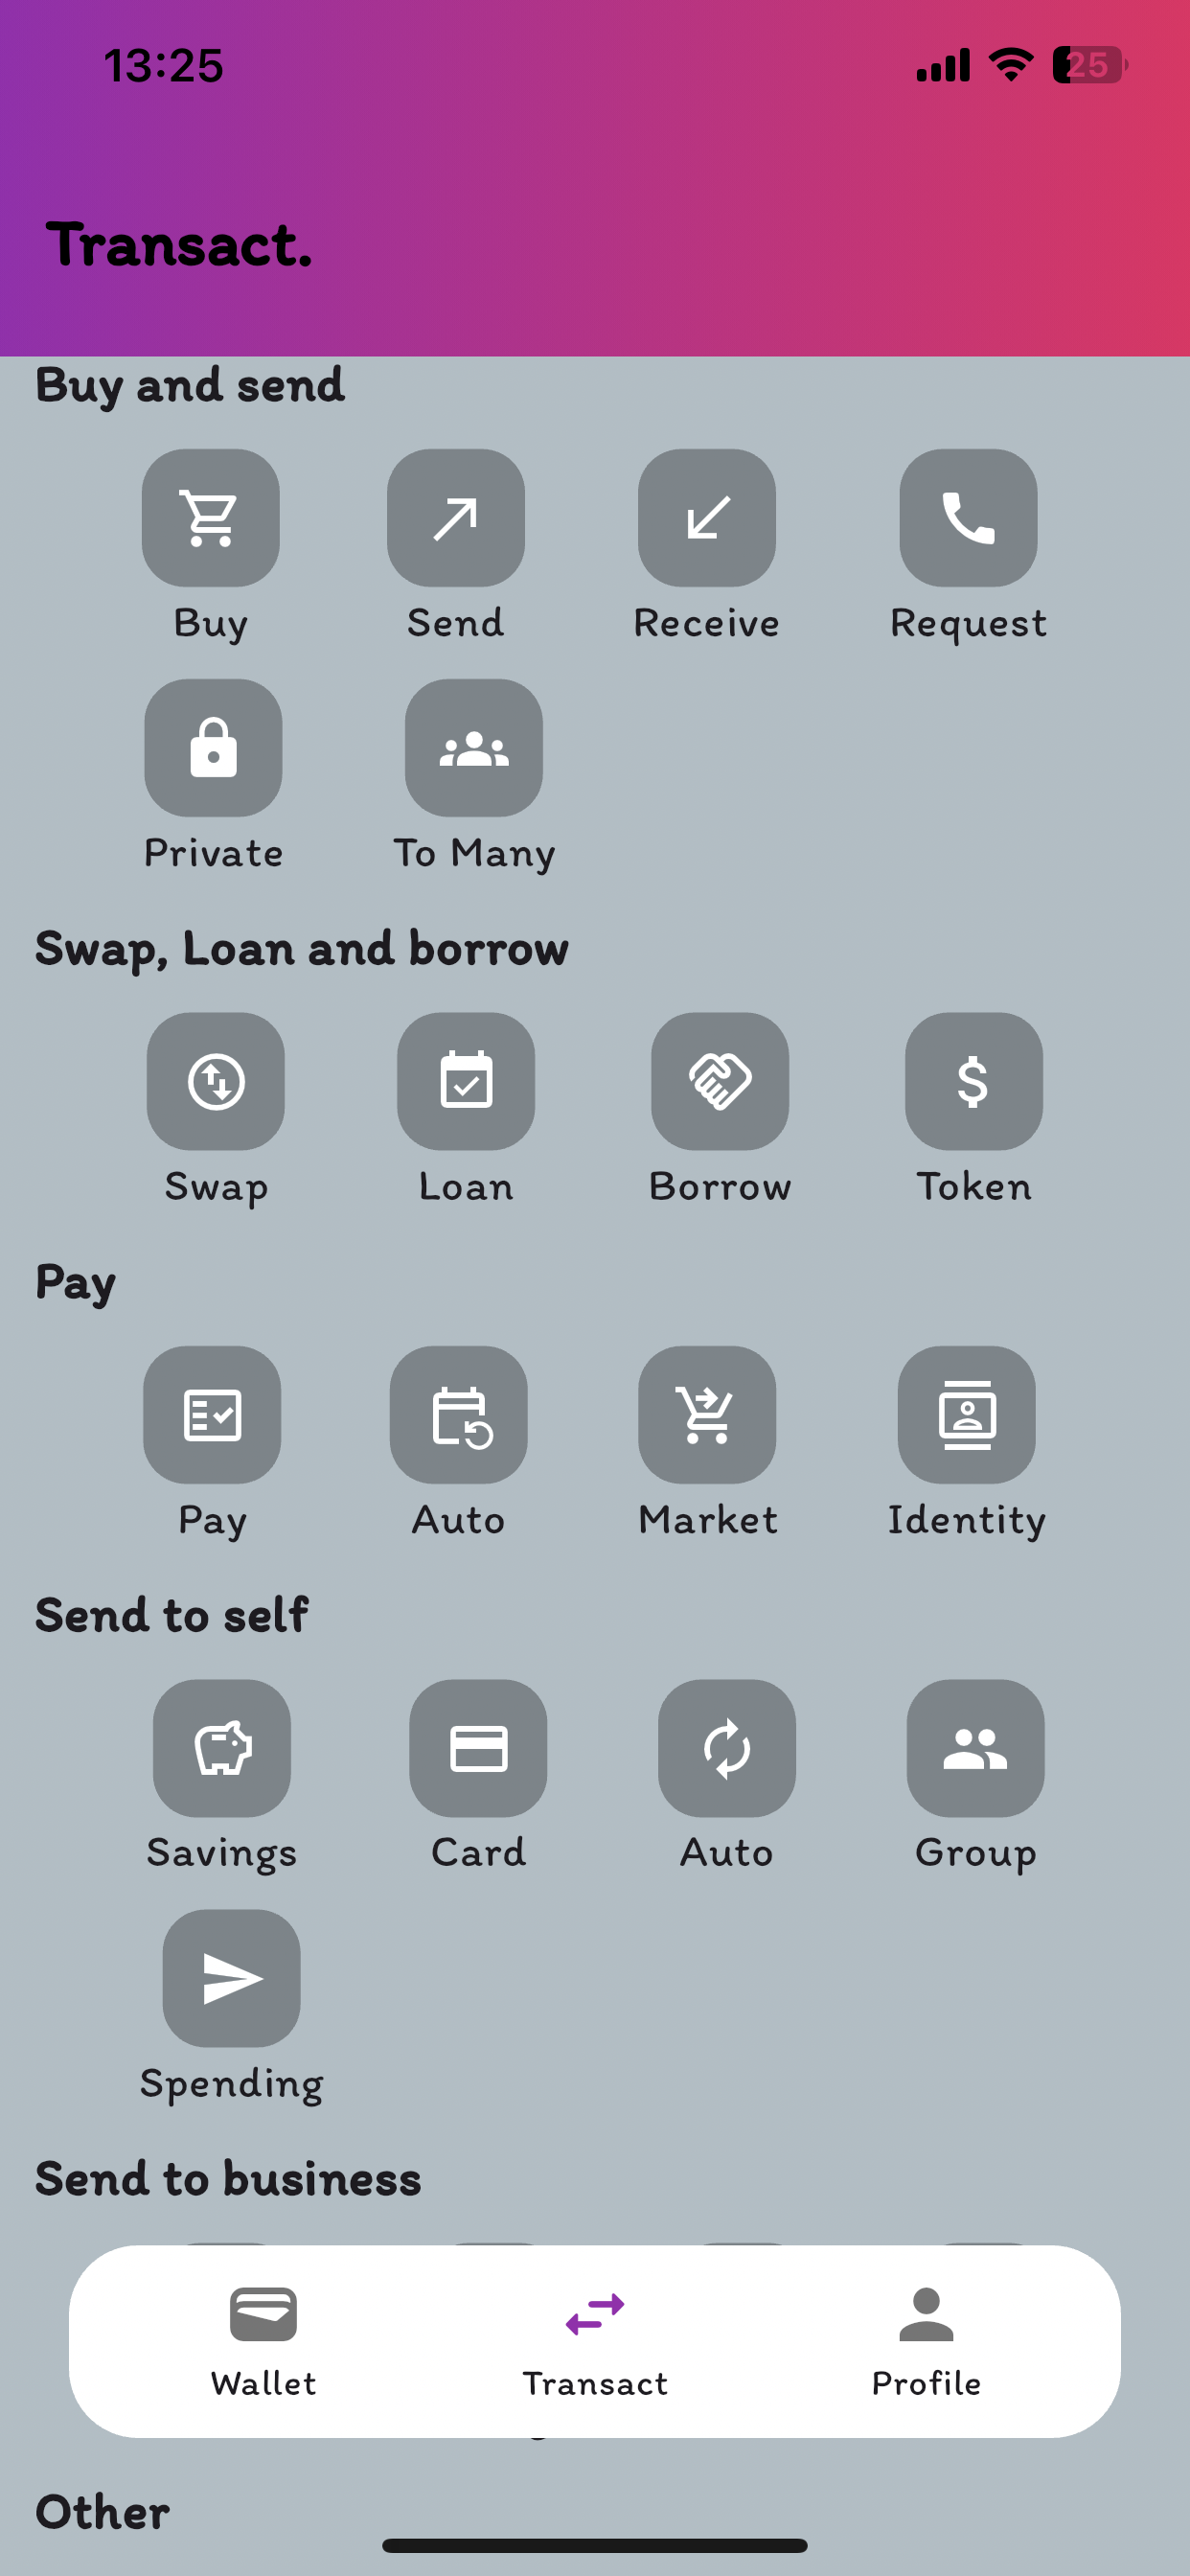 13:25
25
Transact.
Buy and send
Buy Send Receive Request
Private To Many
Swap, Loan and borrow
Swap Loan Borrow Token
Pay
Pay Auto Market Identity
Send to self
Savings Card Auto Group
Spending
Send to business
Wallet Transact Profile
Other